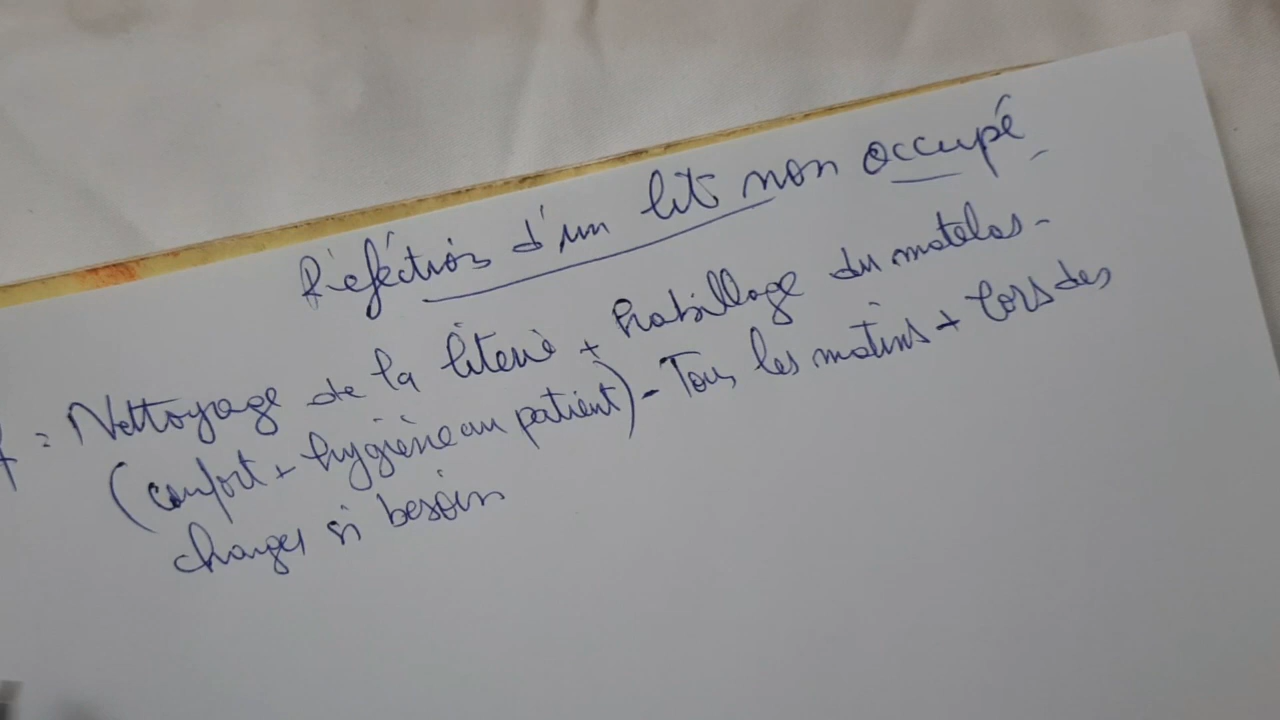 Réféction d'un lits non occupé -
= Nettoyage de la literie + habillage du matelas -
(confort + hygiène au patient) - Tous les matins + lors des
changes si besoin